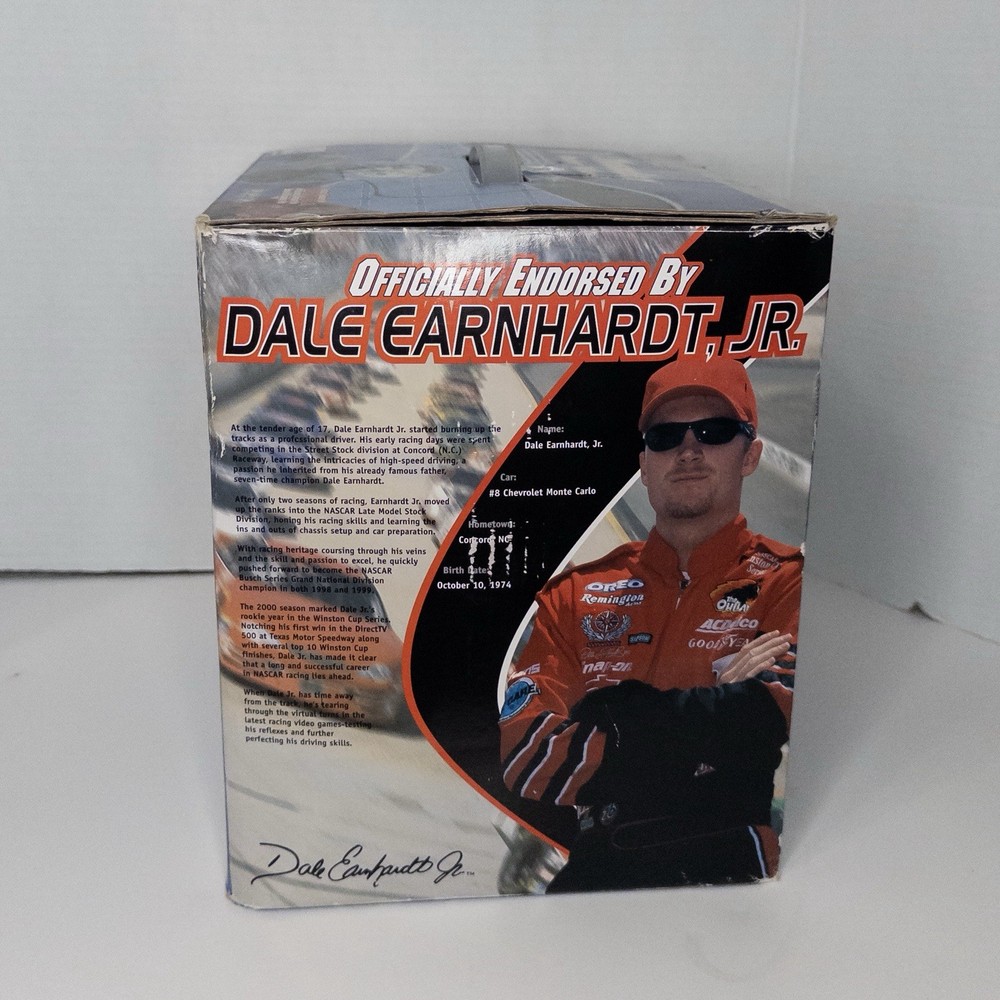 OFFICIALLY ENDORSED BY
DALE EARNHARDT, JR.
At the tender age of 17, Dale Earnhardt Jr. started burning up the
tracks as a professional driver. His early racing days were spent
competing in the Street Stock division at Concord (N.C.)
Raceway, learning the intricacies of high-speed driving, a
passion he inherited from his already famous father,
seven-time champion Dale Earnhardt.
After only two seasons of racing, Earnhardt Jr. moved
up the ranks into the NASCAR Late Model Stock
Division, honing his racing skills and learning the
ins and outs of chassis setup and car preparation.
With racing heritage coursing through his veins
and the skill and passion to excel, he quickly
pushed forward to become the NASCAR
Busch Series Grand National Division
champion in both 1998 and 1999.
The 2000 season marked Dale Jr.'s
rookie year in the Winston Cup Series.
Notching his first win in the DirecTV
500 at Texas Motor Speedway along
with several top 10 Winston Cup
finishes, Dale Jr. has made it clear
that a long and successful career
in NASCAR racing lies ahead.
When Dale Jr. has time away
from the track, he's tearing
through the virtual turns in the
latest racing video games-testing
his reflexes and further
perfecting his driving skills.
Name:
Dale Earnhardt, Jr.
Car:
#8 Chevrolet Monte Carlo
Hometown:
Concord, NC
Birth Date:
October 10, 1974
OREO
Remington
Snap-on
ACDelco
GOODYEAR
Dale Earnhardt Jr.